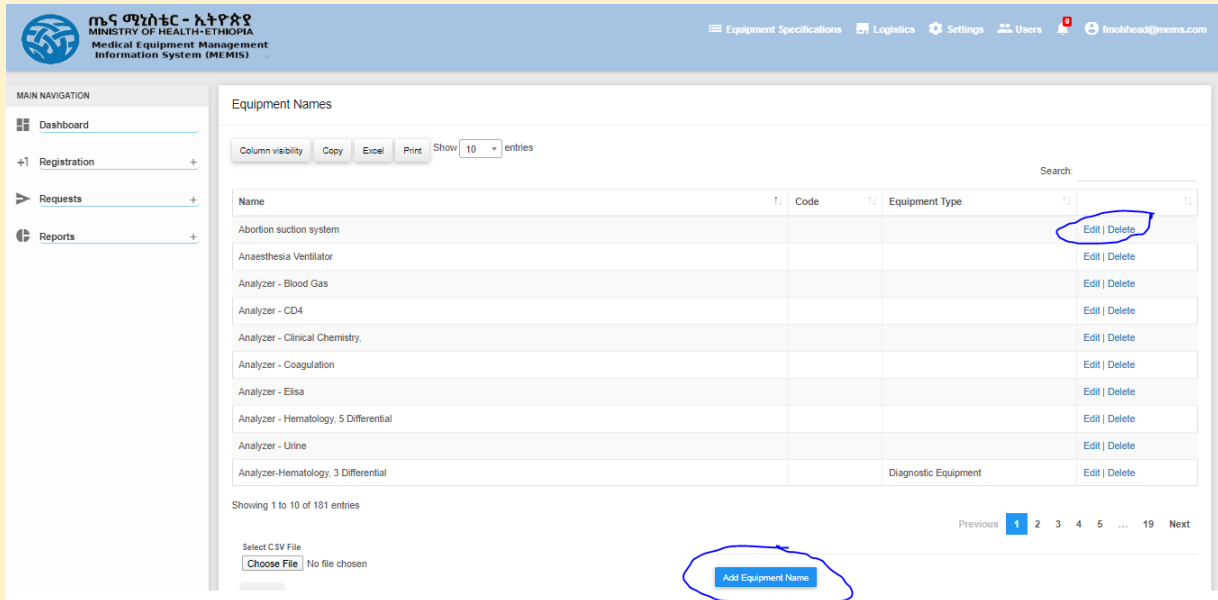 ጤና ሚኒስቴር - ኢትዮጵያ
MINISTRY OF HEALTH-ETHIOPIA
Medical Equipment Management
Information System (MEMIS)
Equipment Specifications Logistics Settings Users 0 fmohhead@mems.com
MAIN NAVIGATION
Dashboard
+1 Registration +
Requests +
Reports +
Equipment Names
Column visibility Copy Excel Print Show 10 entries
Search:
Name Code Equipment Type
Abortion suction system Edit | Delete
Anaesthesia Ventilator Edit | Delete
Analyzer - Blood Gas Edit | Delete
Analyzer - CD4 Edit | Delete
Analyzer - Clinical Chemistry, Edit | Delete
Analyzer - Coagulation Edit | Delete
Analyzer - Elisa Edit | Delete
Analyzer - Hematology, 5 Differential Edit | Delete
Analyzer - Urine Edit | Delete
Analyzer-Hematology, 3 Differential Diagnostic Equipment Edit | Delete
Showing 1 to 10 of 181 entries
Previous 1 2 3 4 5 ... 19 Next
Select CSV File
Choose File No file chosen
Add Equipment Name